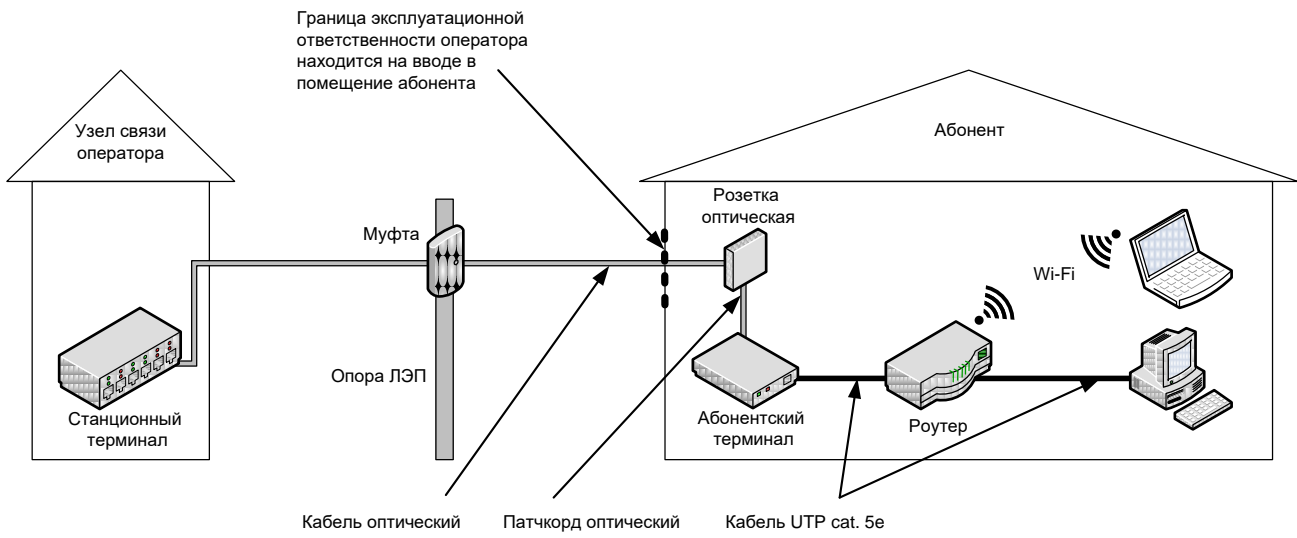 Граница эксплуатационной
ответственности оператора
находится на вводе в
помещение абонента
Узел связи
оператора
Абонент
Розетка
оптическая
Муфта
Wi-Fi
Опора ЛЭП
Станционный
терминал
Абонентский
терминал
Роутер
Кабель оптический
Патчкорд оптический
Кабель UTP cat. 5e